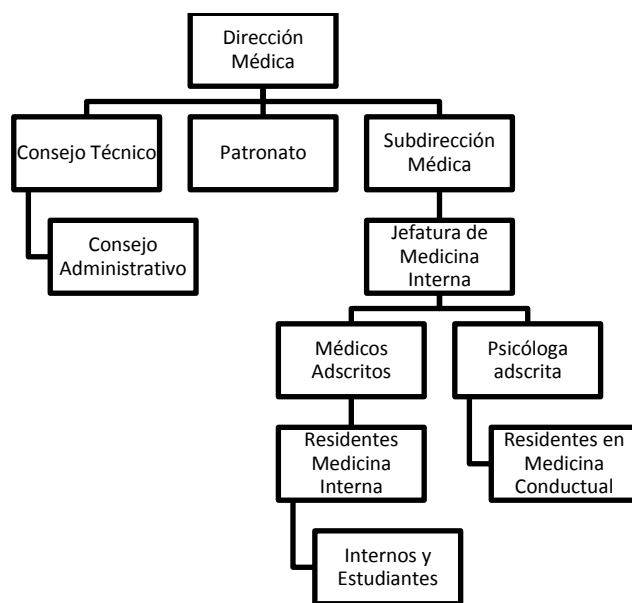 Dirección
Médica
Consejo Técnico
Patronato
Subdirección
Médica
Consejo
Administrativo
Jefatura de
Medicina
Interna
Médicos
Adscritos
Psicóloga
adscrita
Residentes
Medicina
Interna
Residentes en
Medicina
Conductual
Internos y
Estudiantes